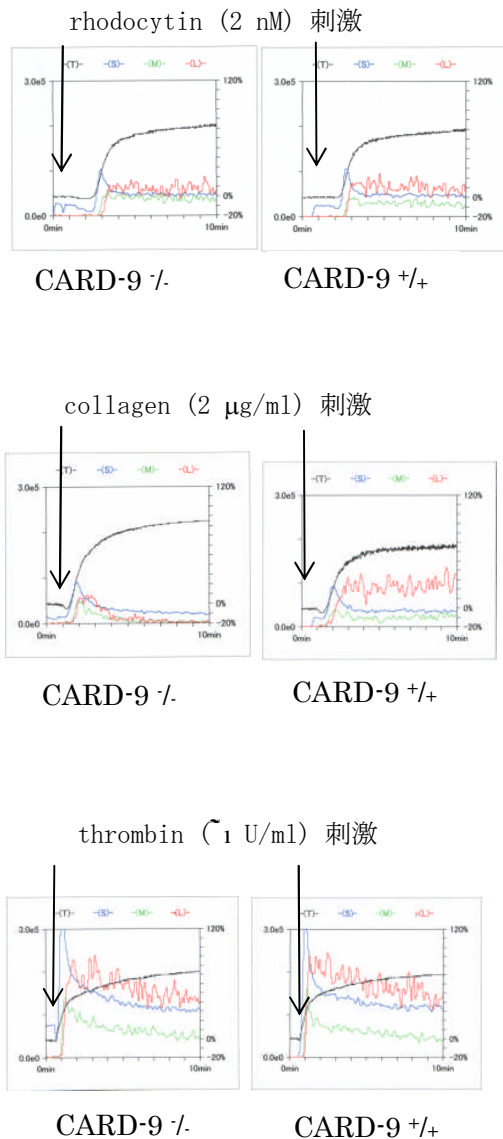 rhodocytin (2 nM) 刺激
-(T)- -(S)- -(M)- -(L)- -(T)- -(S)- -(M)- -(L)-
3.0e5 120% 3.0e5 120%
0% 0%
0.0e0 -20% 0.0e0 -20%
0min 10min 0min 10min
CARD-9 -/- CARD-9 +/+
collagen (2 μg/ml) 刺激
-(T)- -(S)- -(M)- -(L)- -(T)- -(S)- -(M)- -(L)-
3.0e5 120% 3.0e5 120%
0% 0%
0.0e0 -20% 0.0e0 -20%
0min 10min 0min 10min
CARD-9 -/- CARD-9 +/+
thrombin (~1 U/ml) 刺激
-(T)- -(S)- -(M)- -(L)- -(T)- -(S)- -(M)- -(L)-
3.0e5 120% 3.0e5 120%
0% 0%
0.0e0 -20% 0.0e0 -20%
0min 10min 0min 10min
CARD-9 -/- CARD-9 +/+